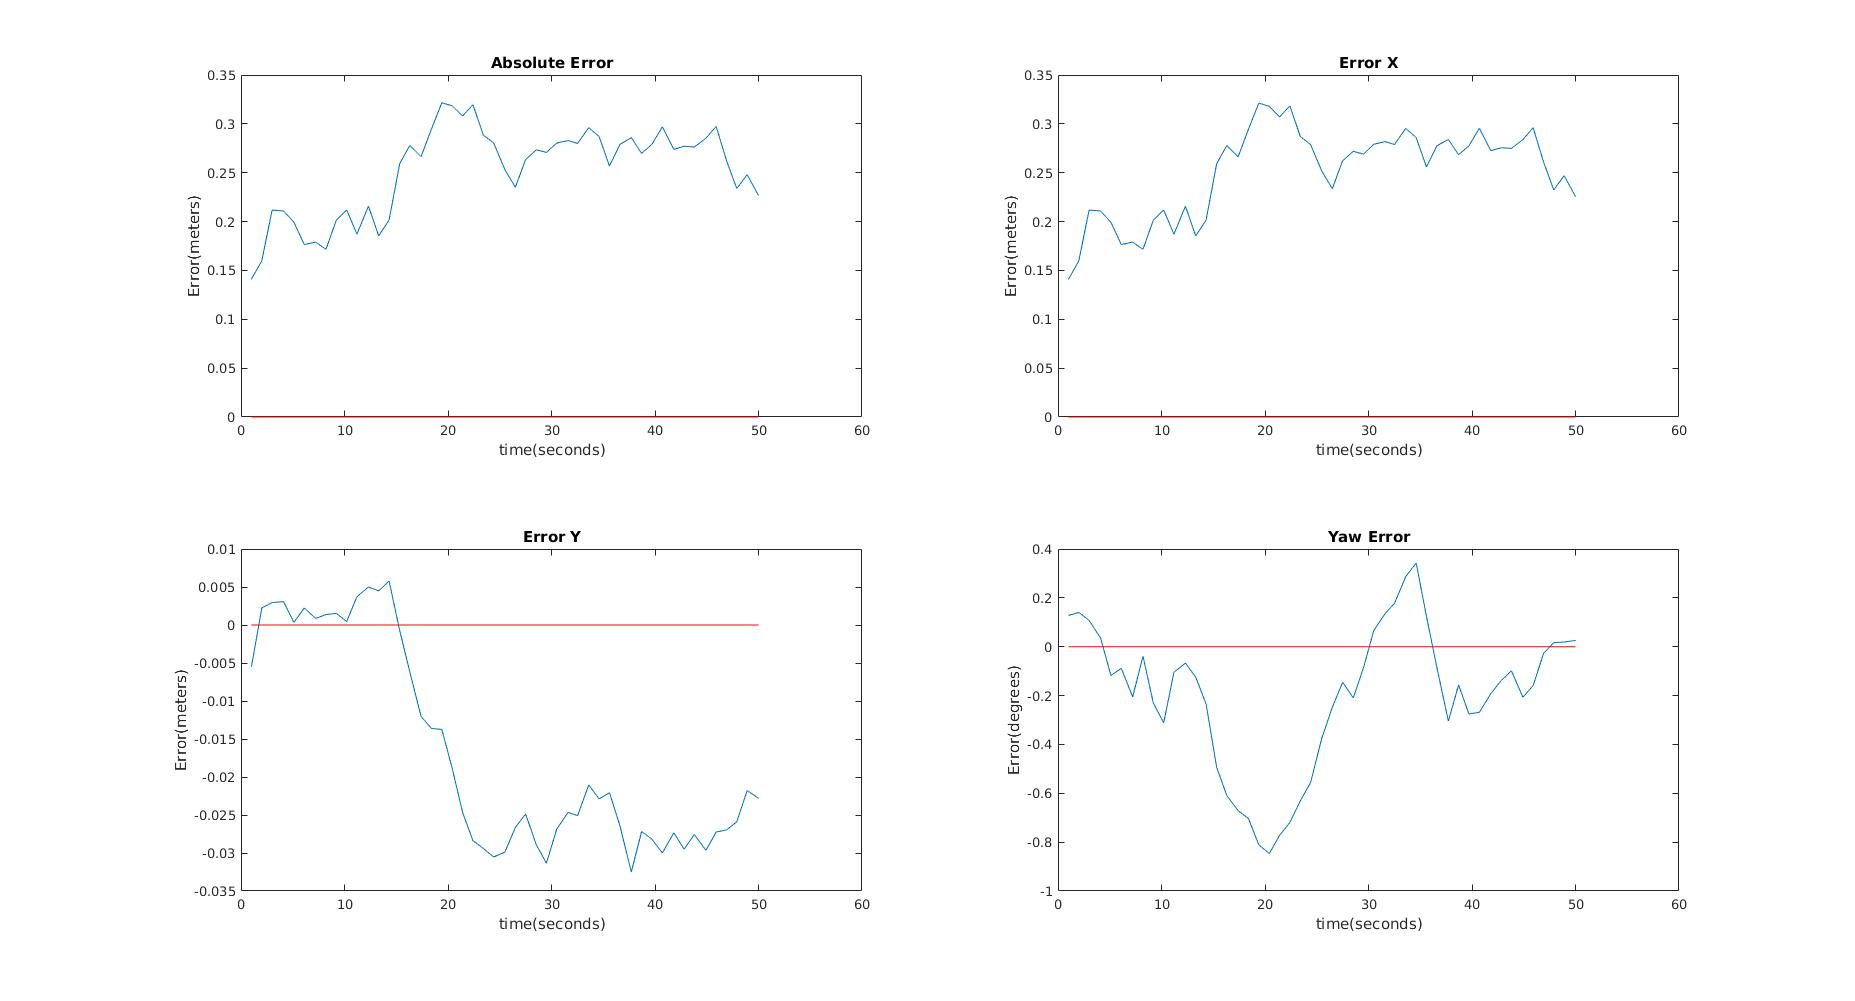 Absolute Error
0.35
0.3
0.25
0.2
0.15
0.1
0.05
0
Error(meters)
0 10 20 30 40 50 60
time(seconds)
Error X
0.35
0.3
0.25
0.2
0.15
0.1
0.05
0
Error(meters)
0 10 20 30 40 50 60
time(seconds)
Error Y
0.01
0.005
0
-0.005
-0.01
-0.015
-0.02
-0.025
-0.03
-0.035
Error(meters)
0 10 20 30 40 50 60
time(seconds)
Yaw Error
0.4
0.2
0
-0.2
-0.4
-0.6
-0.8
-1
Error(degrees)
0 10 20 30 40 50 60
time(seconds)